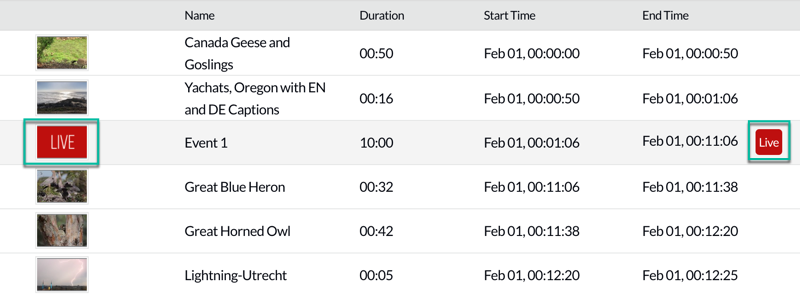 Name Duration Start Time End Time
Canada Geese and
Goslings 00:50 Feb 01, 00:00:00 Feb 01, 00:00:50
Yachats, Oregon with EN
and DE Captions 00:16 Feb 01, 00:00:50 Feb 01, 00:01:06
LIVE Event 1 10:00 Feb 01, 00:01:06 Feb 01, 00:11:06 Live
Great Blue Heron 00:32 Feb 01, 00:11:06 Feb 01, 00:11:38
Great Horned Owl 00:42 Feb 01, 00:11:38 Feb 01, 00:12:20
Lightning-Utrecht 00:05 Feb 01, 00:12:20 Feb 01, 00:12:25